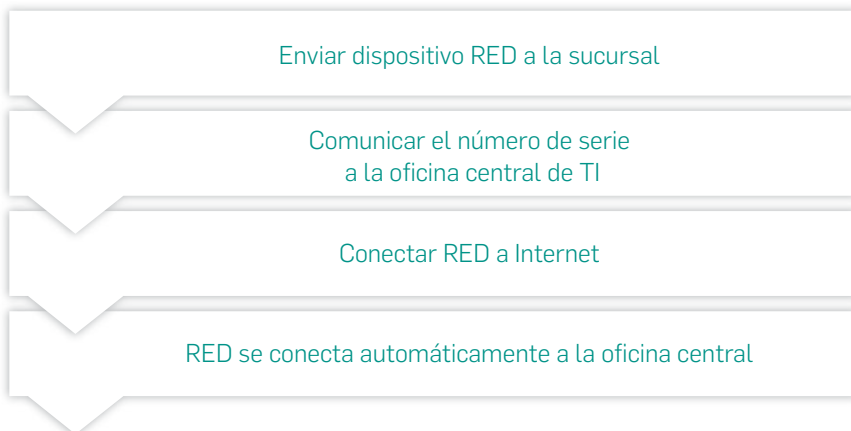 Enviar dispositivo RED a la sucursal
Comunicar el número de serie
a la oficina central de TI
Conectar RED a Internet
RED se conecta automáticamente a la oficina central